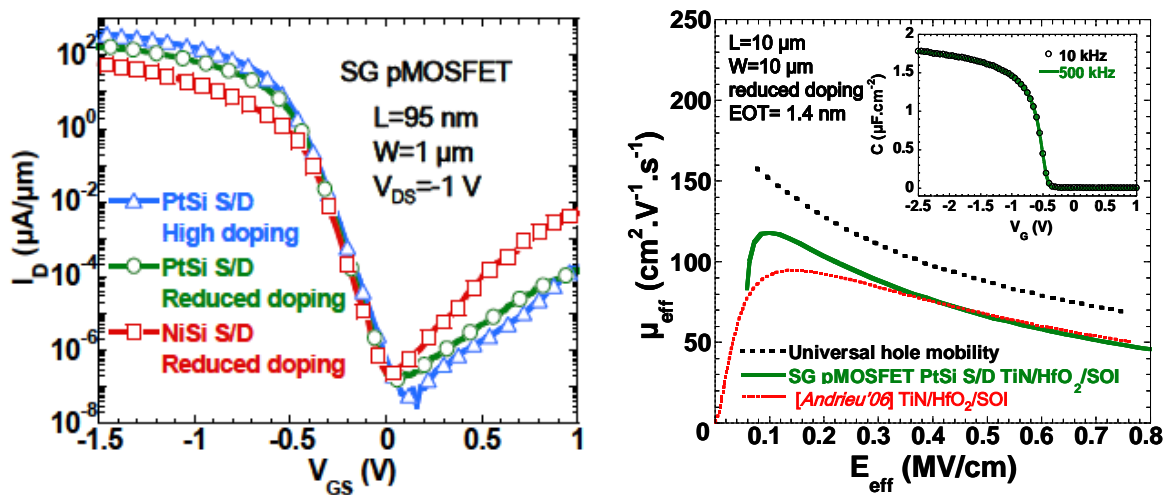 I_D (µA/µm)
10²
10⁰
10⁻²
10⁻⁴
10⁻⁶
10⁻⁸
SG pMOSFET
L=95 nm
W=1 µm
V_DS=-1 V
PtSi S/D
High doping
PtSi S/D
Reduced doping
NiSi S/D
Reduced doping
-1.5 -1 -0.5 0 0.5 1
V_GS (V)
µ_eff (cm².V⁻¹.s⁻¹)
250
200
150
100
50
0
L=10 µm
W=10 µm
reduced doping
EOT= 1.4 nm
C (µF.cm⁻²)
2
1.5
1
0.5
0
10 kHz
500 kHz
-2.5 -2 -1.5 -1 -0.5 0 0.5 1
V_G (V)
Universal hole mobility
SG pMOSFET PtSi S/D TiN/HfO₂/SOI
[Andrieu'06] TiN/HfO₂/SOI
0.1 0.2 0.3 0.4 0.5 0.6 0.7 0.8
E_eff (MV/cm)